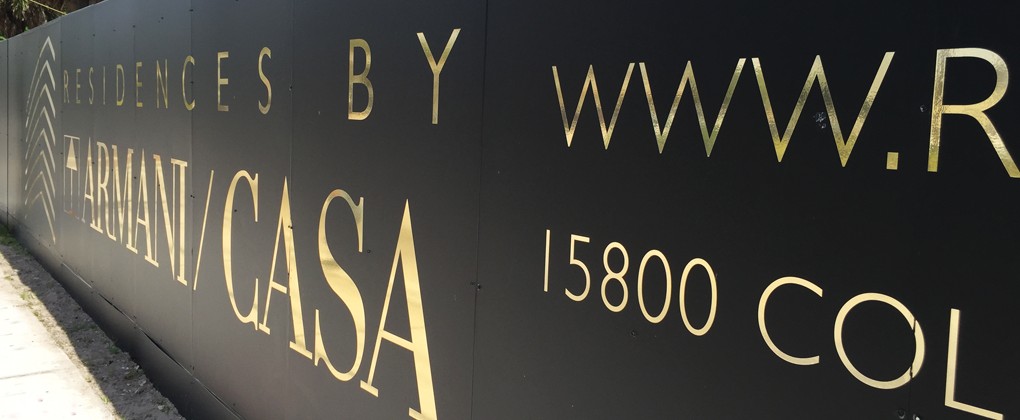 RESIDENCES BY
ARMANI/CASA
WWW.R
15800 COL